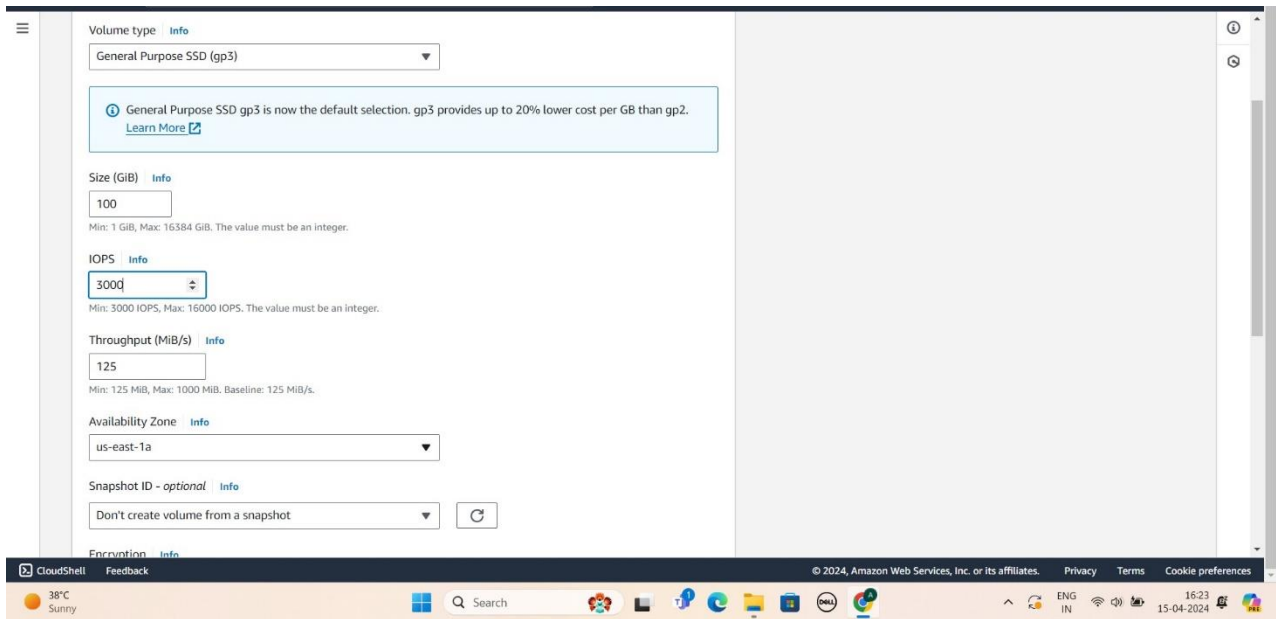 Volume type Info
General Purpose SSD (gp3)
General Purpose SSD gp3 is now the default selection. gp3 provides up to 20% lower cost per GB than gp2.
Learn More
Size (GiB) Info
100
Min: 1 GiB, Max: 16384 GiB. The value must be an integer.
IOPS Info
3000
Min: 3000 IOPS, Max: 16000 IOPS. The value must be an integer.
Throughput (MiB/s) Info
125
Min: 125 MiB, Max: 1000 MiB. Baseline: 125 MiB/s.
Availability Zone Info
us-east-1a
Snapshot ID - optional Info
Don't create volume from a snapshot
Encryption Info
CloudShell Feedback © 2024, Amazon Web Services, Inc. or its affiliates. Privacy Terms Cookie preferences
38°C
Sunny
Search
DELL
ENG
IN
16:23
15-04-2024
PRE